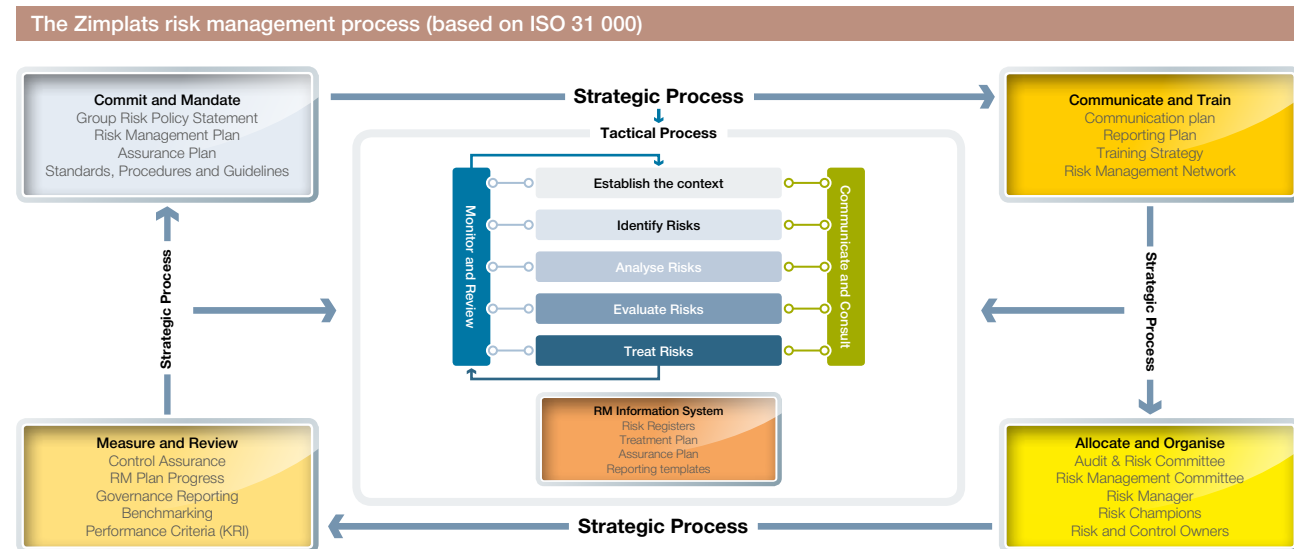 The Zimplats risk management process (based on ISO 31 000)
Commit and Mandate
Group Risk Policy Statement
Risk Management Plan
Assurance Plan
Standards, Procedures and Guidelines
Strategic Process
Communicate and Train
Communication plan
Reporting Plan
Training Strategy
Risk Management Network
Tactical Process
Monitor and Review
Establish the context
Identify Risks
Analyse Risks
Evaluate Risks
Treat Risks
Communicate and Consult
Strategic Process
Strategic Process
RM Information System
Risk Registers
Treatment Plan
Assurance Plan
Reporting templates
Measure and Review
Control Assurance
RM Plan Progress
Governance Reporting
Benchmarking
Performance Criteria (KRI)
Strategic Process
Allocate and Organise
Audit & Risk Committee
Risk Management Committee
Risk Manager
Risk Champions
Risk and Control Owners